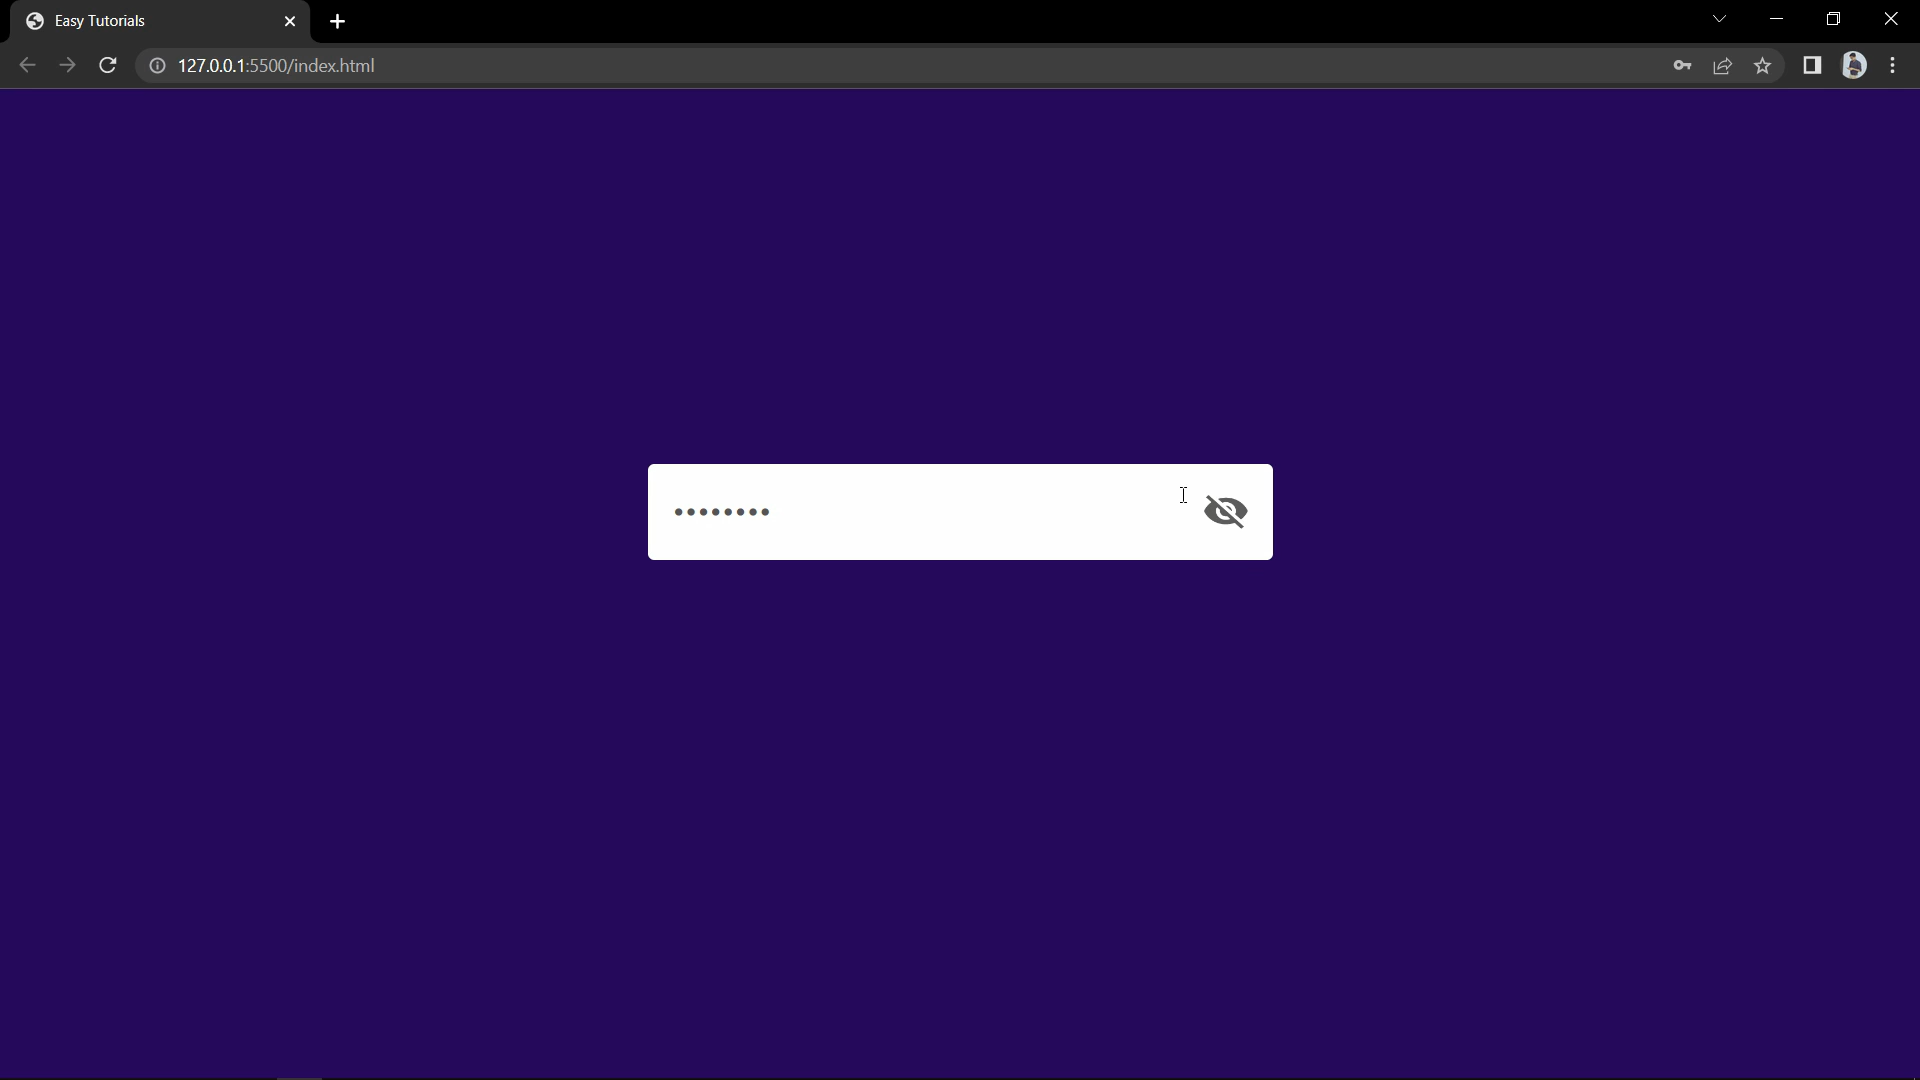 Easy Tutorials
127.0.0.1:5500/index.html
••••••••